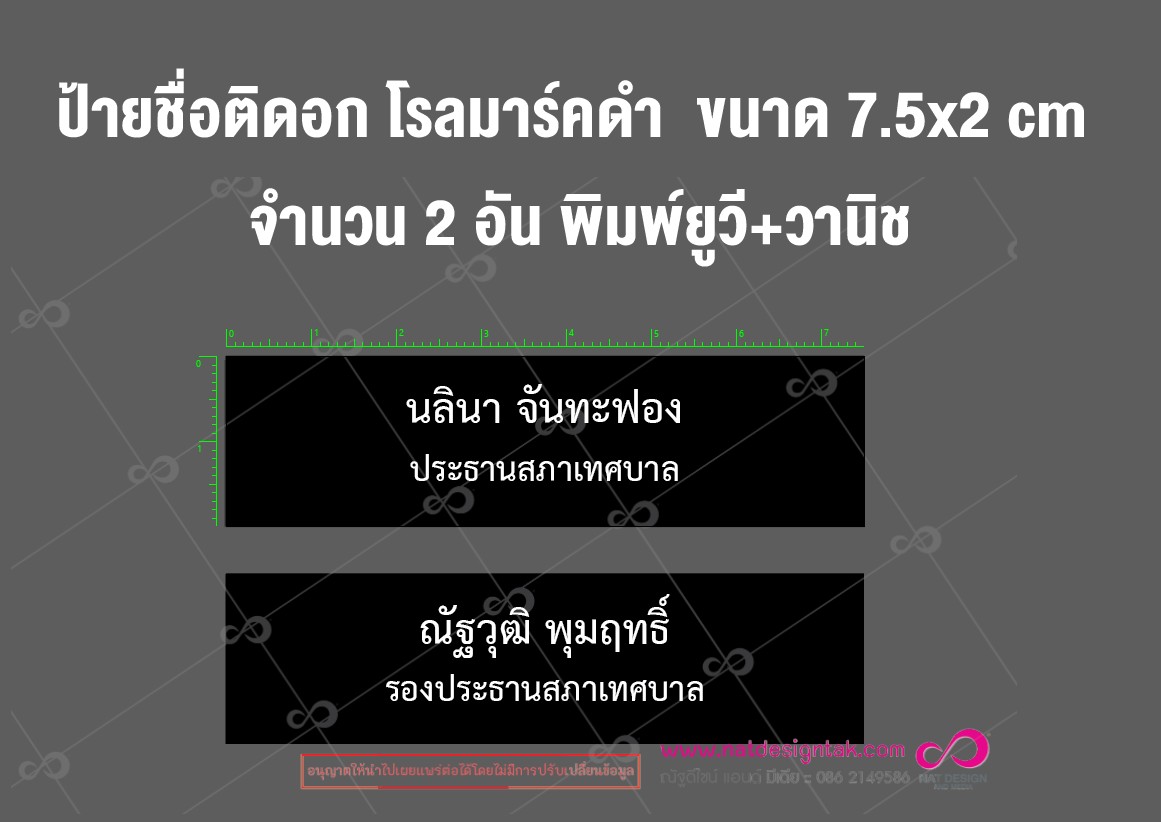 ป้ายชื่อติดอก โรลมาร์คดำ ขนาด 7.5x2 cm
จำนวน 2 อัน พิมพ์ยูวี+วานิช
0 1 2 3 4 5 6 7
0
นลินา จันทะฟอง
1
ประธานสภาเทศบาล
ณัฐวุฒิ พุมฤทธิ์
รองประธานสภาเทศบาล
www.natdesigntak.com
อนุญาตให้นำไปเผยแพร่ต่อได้โดยไม่มีการปรับเปลี่ยนข้อมูล
ณัฐดีไซน์ แอนด์ มีเดีย :: 086 2149586
NAT DESIGN
AND MEDIA